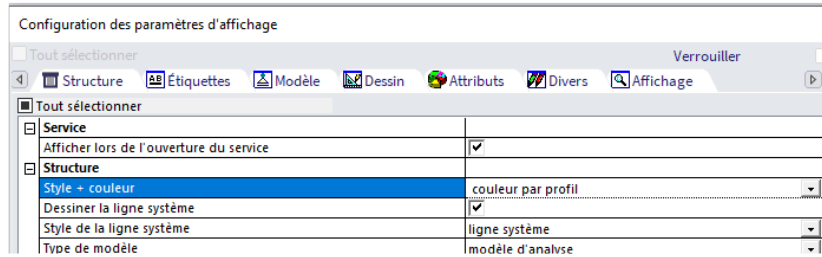 Configuration des paramètres d'affichage
Tout sélectionner Verrouiller
Structure Étiquettes Modèle Dessin Attributs Divers Affichage
Tout sélectionner
Service
Afficher lors de l'ouverture du service
Structure
Style + couleur couleur par profil
Dessiner la ligne système
Style de la ligne système ligne système
Type de modèle modèle d'analyse